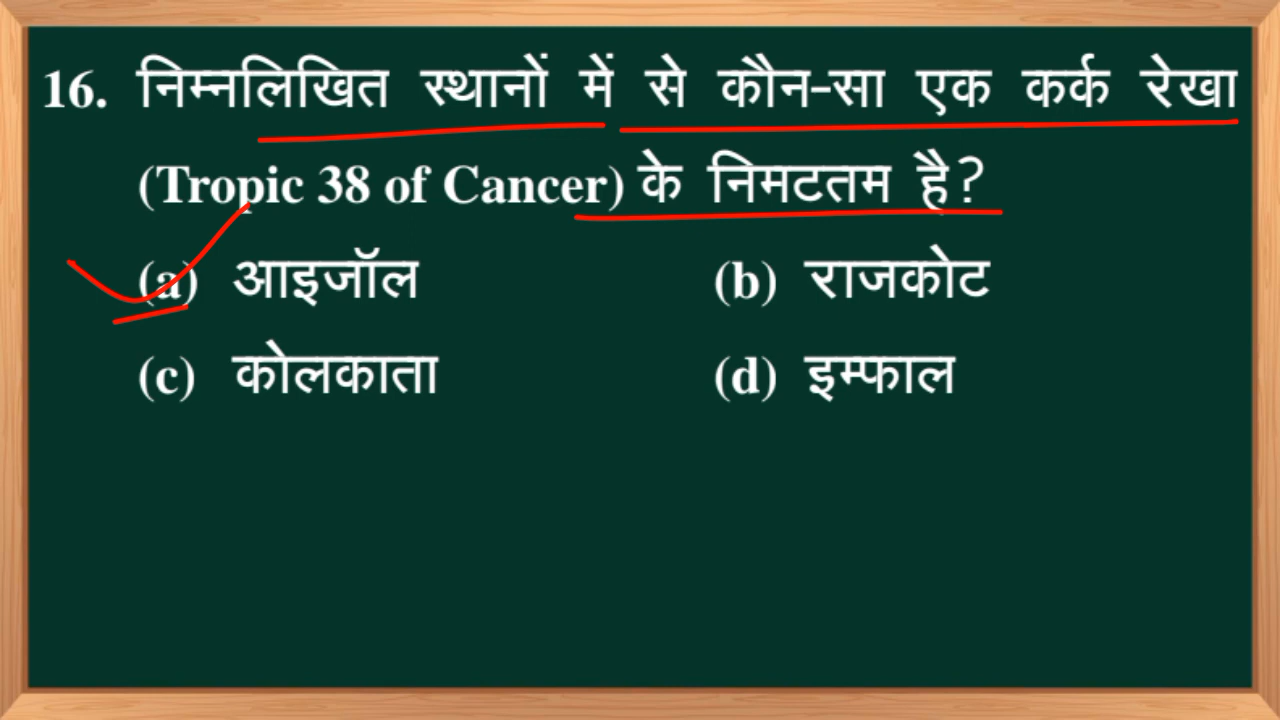 16. निम्नलिखित स्थानों में से कौन-सा एक कर्क रेखा
(Tropic 38 of Cancer) के निमटतम है?
(a) आइजॉल (b) राजकोट
(c) कोलकाता (d) इम्फाल